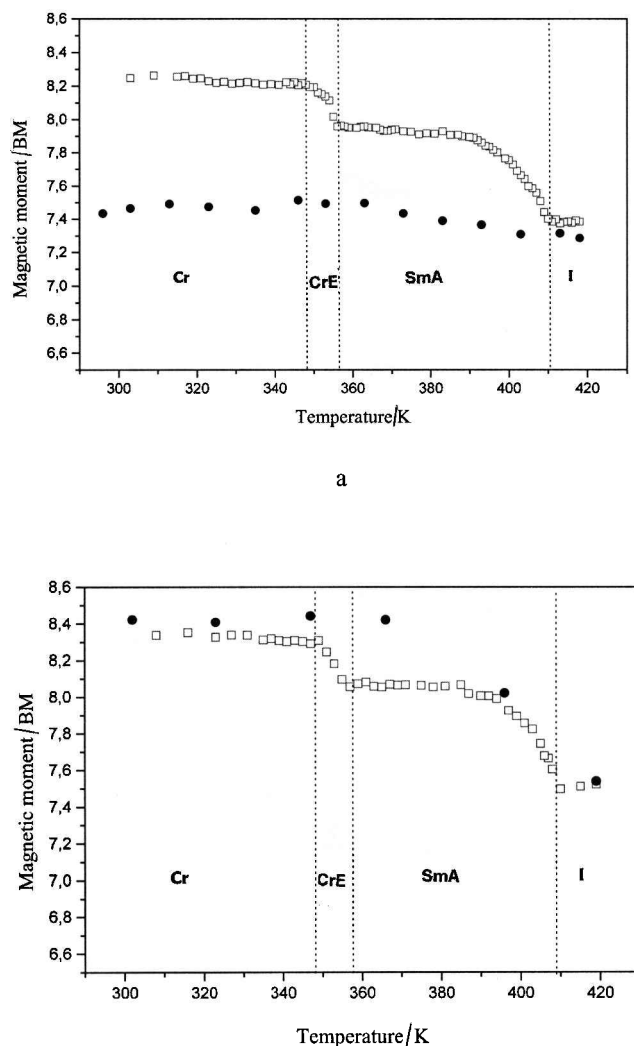 8,6
8,4
8,2
8,0
7,8
7,6
7,4
7,2
7,0
6,8
6,6
Magnetic moment /BM
Cr
CrE
SmA
I
300 320 340 360 380 400 420
Temperature/K
a
8,6
8,4
8,2
8,0
7,8
7,6
7,4
7,2
7,0
6,8
6,6
Magnetic moment /BM
Cr
CrE
SmA
I
300 320 340 360 380 400 420
Temperature/K